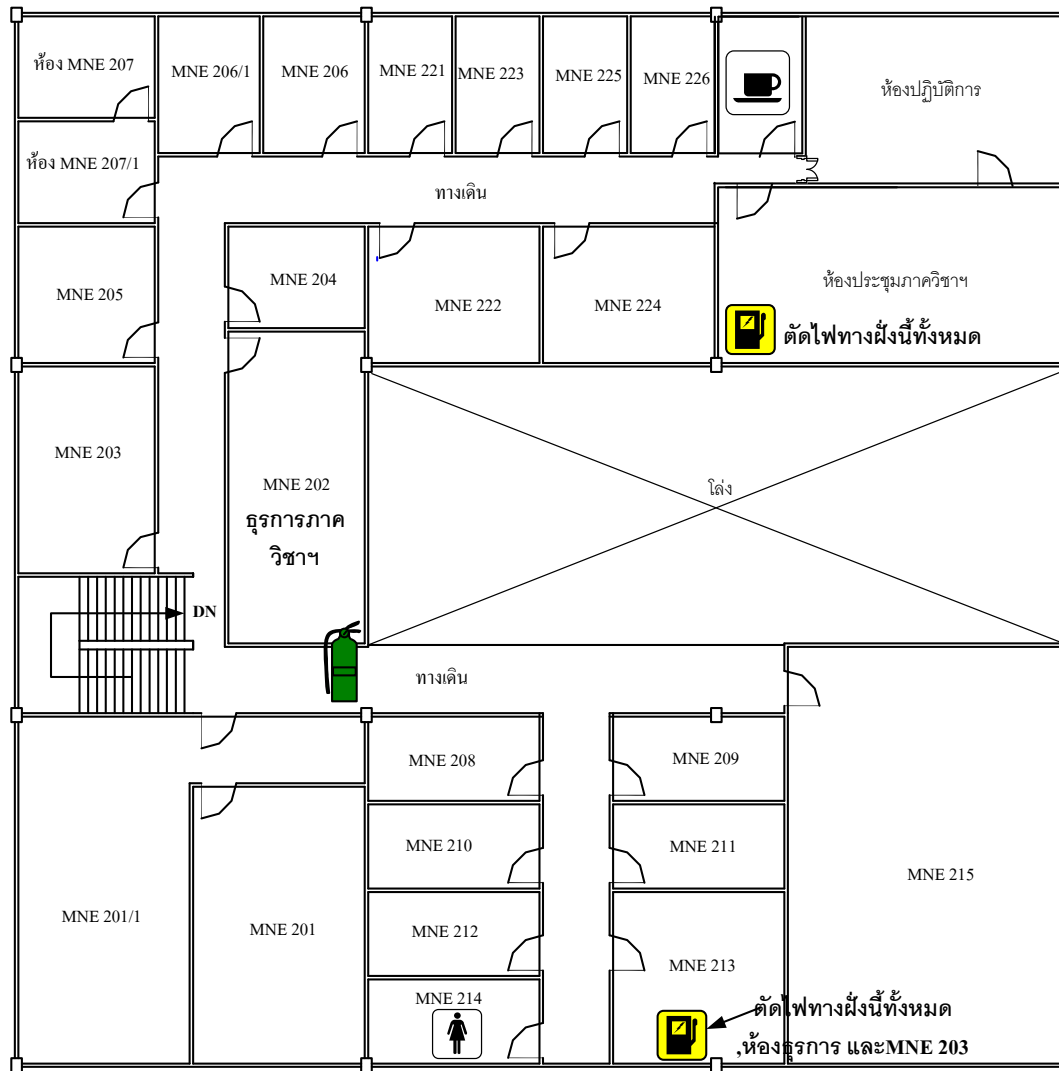 ห้อง MNE 207
MNE 206/1
MNE 206
MNE 221
MNE 223
MNE 225
MNE 226
ห้องปฏิบัติการ
ห้อง MNE 207/1
ทางเดิน
MNE 205
MNE 204
MNE 222
MNE 224
ห้องประชุมภาควิชาฯ
ตัดไฟทางฝั่งนี้ทั้งหมด
MNE 203
MNE 202
ธุรการภาค
วิชาฯ
โล่ง
DN
ทางเดิน
MNE 208
MNE 209
MNE 210
MNE 211
MNE 215
MNE 201/1
MNE 201
MNE 212
MNE 213
MNE 214
ตัดไฟทางฝั่งนี้ทั้งหมด
,ห้องธุรการ และMNE 203